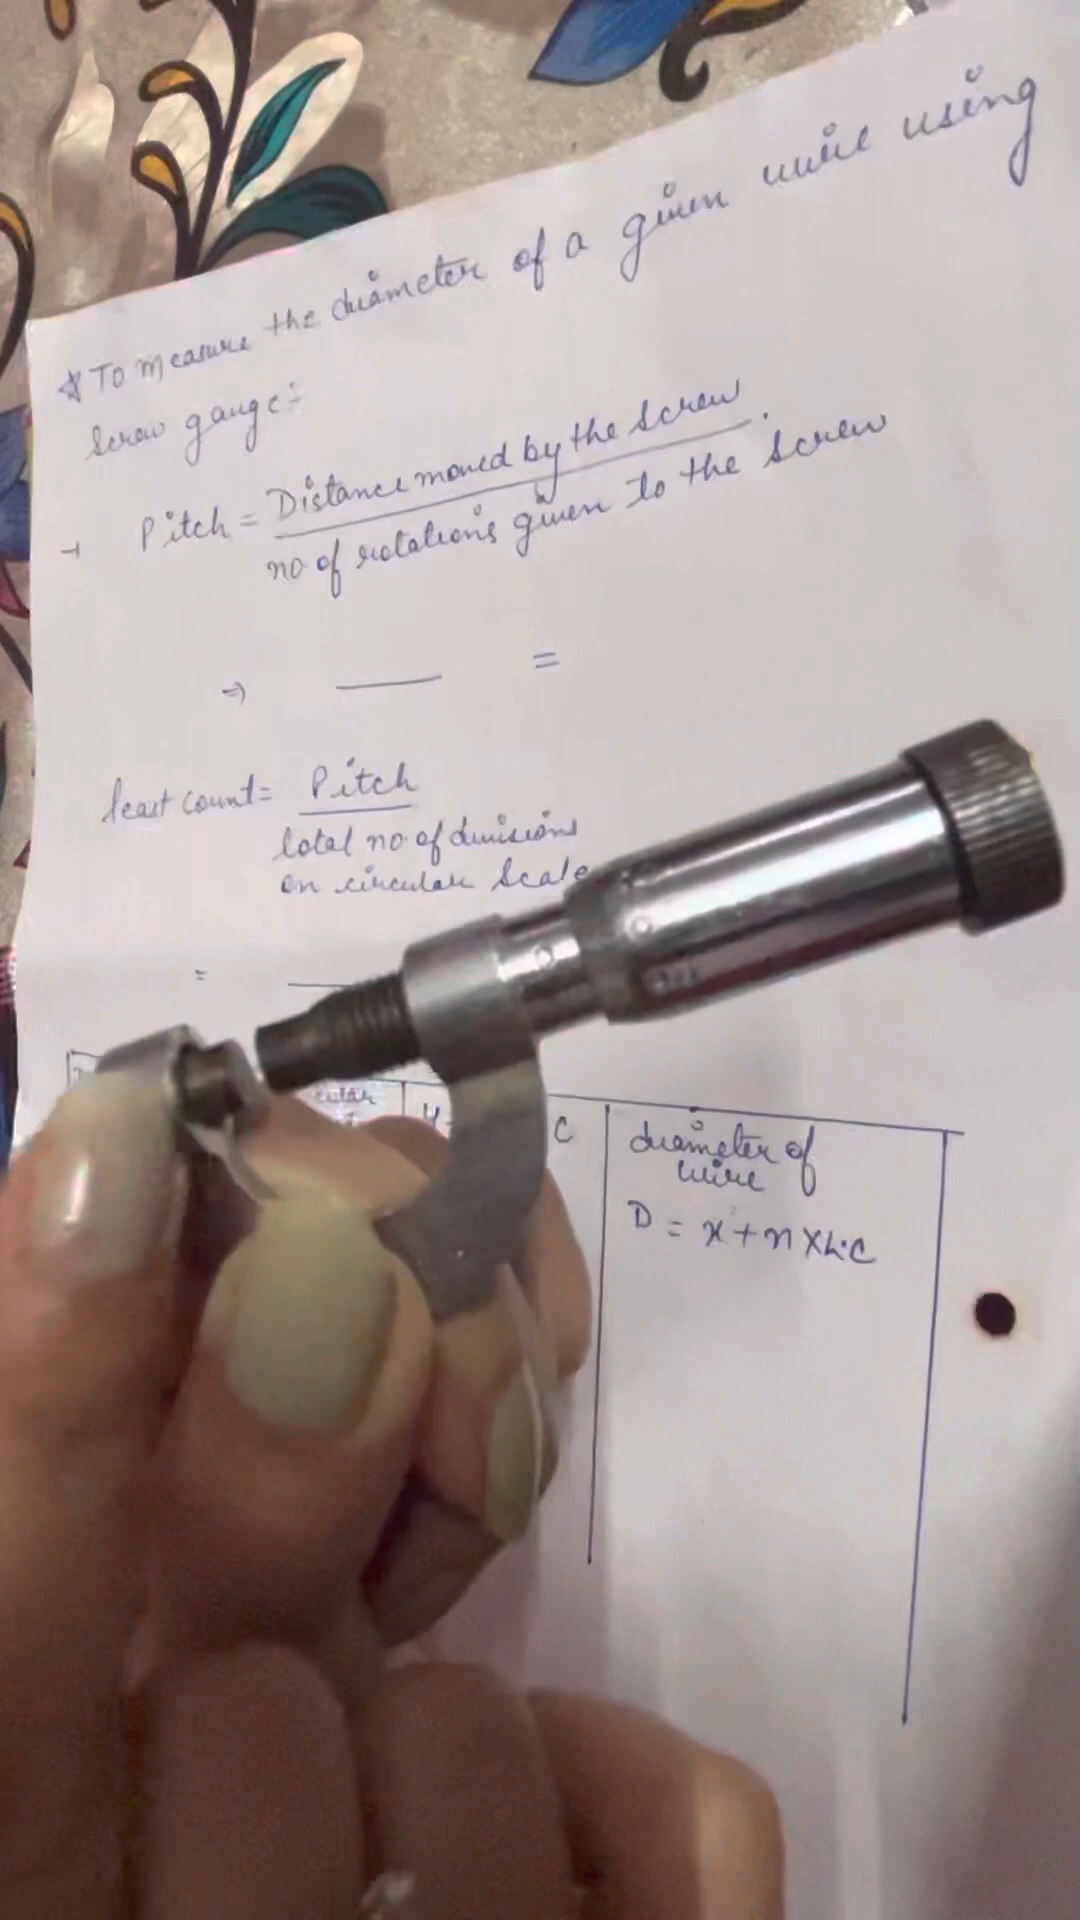 * To measure the diameter of a given wire using
Screw gauge:-
→ Pitch = Distance moved by the screw
no. of rotations given to the screw
⇒ =
least count = Pitch
total no of divisions
on circular scale
=
C
diameter of
wire
D = x + n x L.C